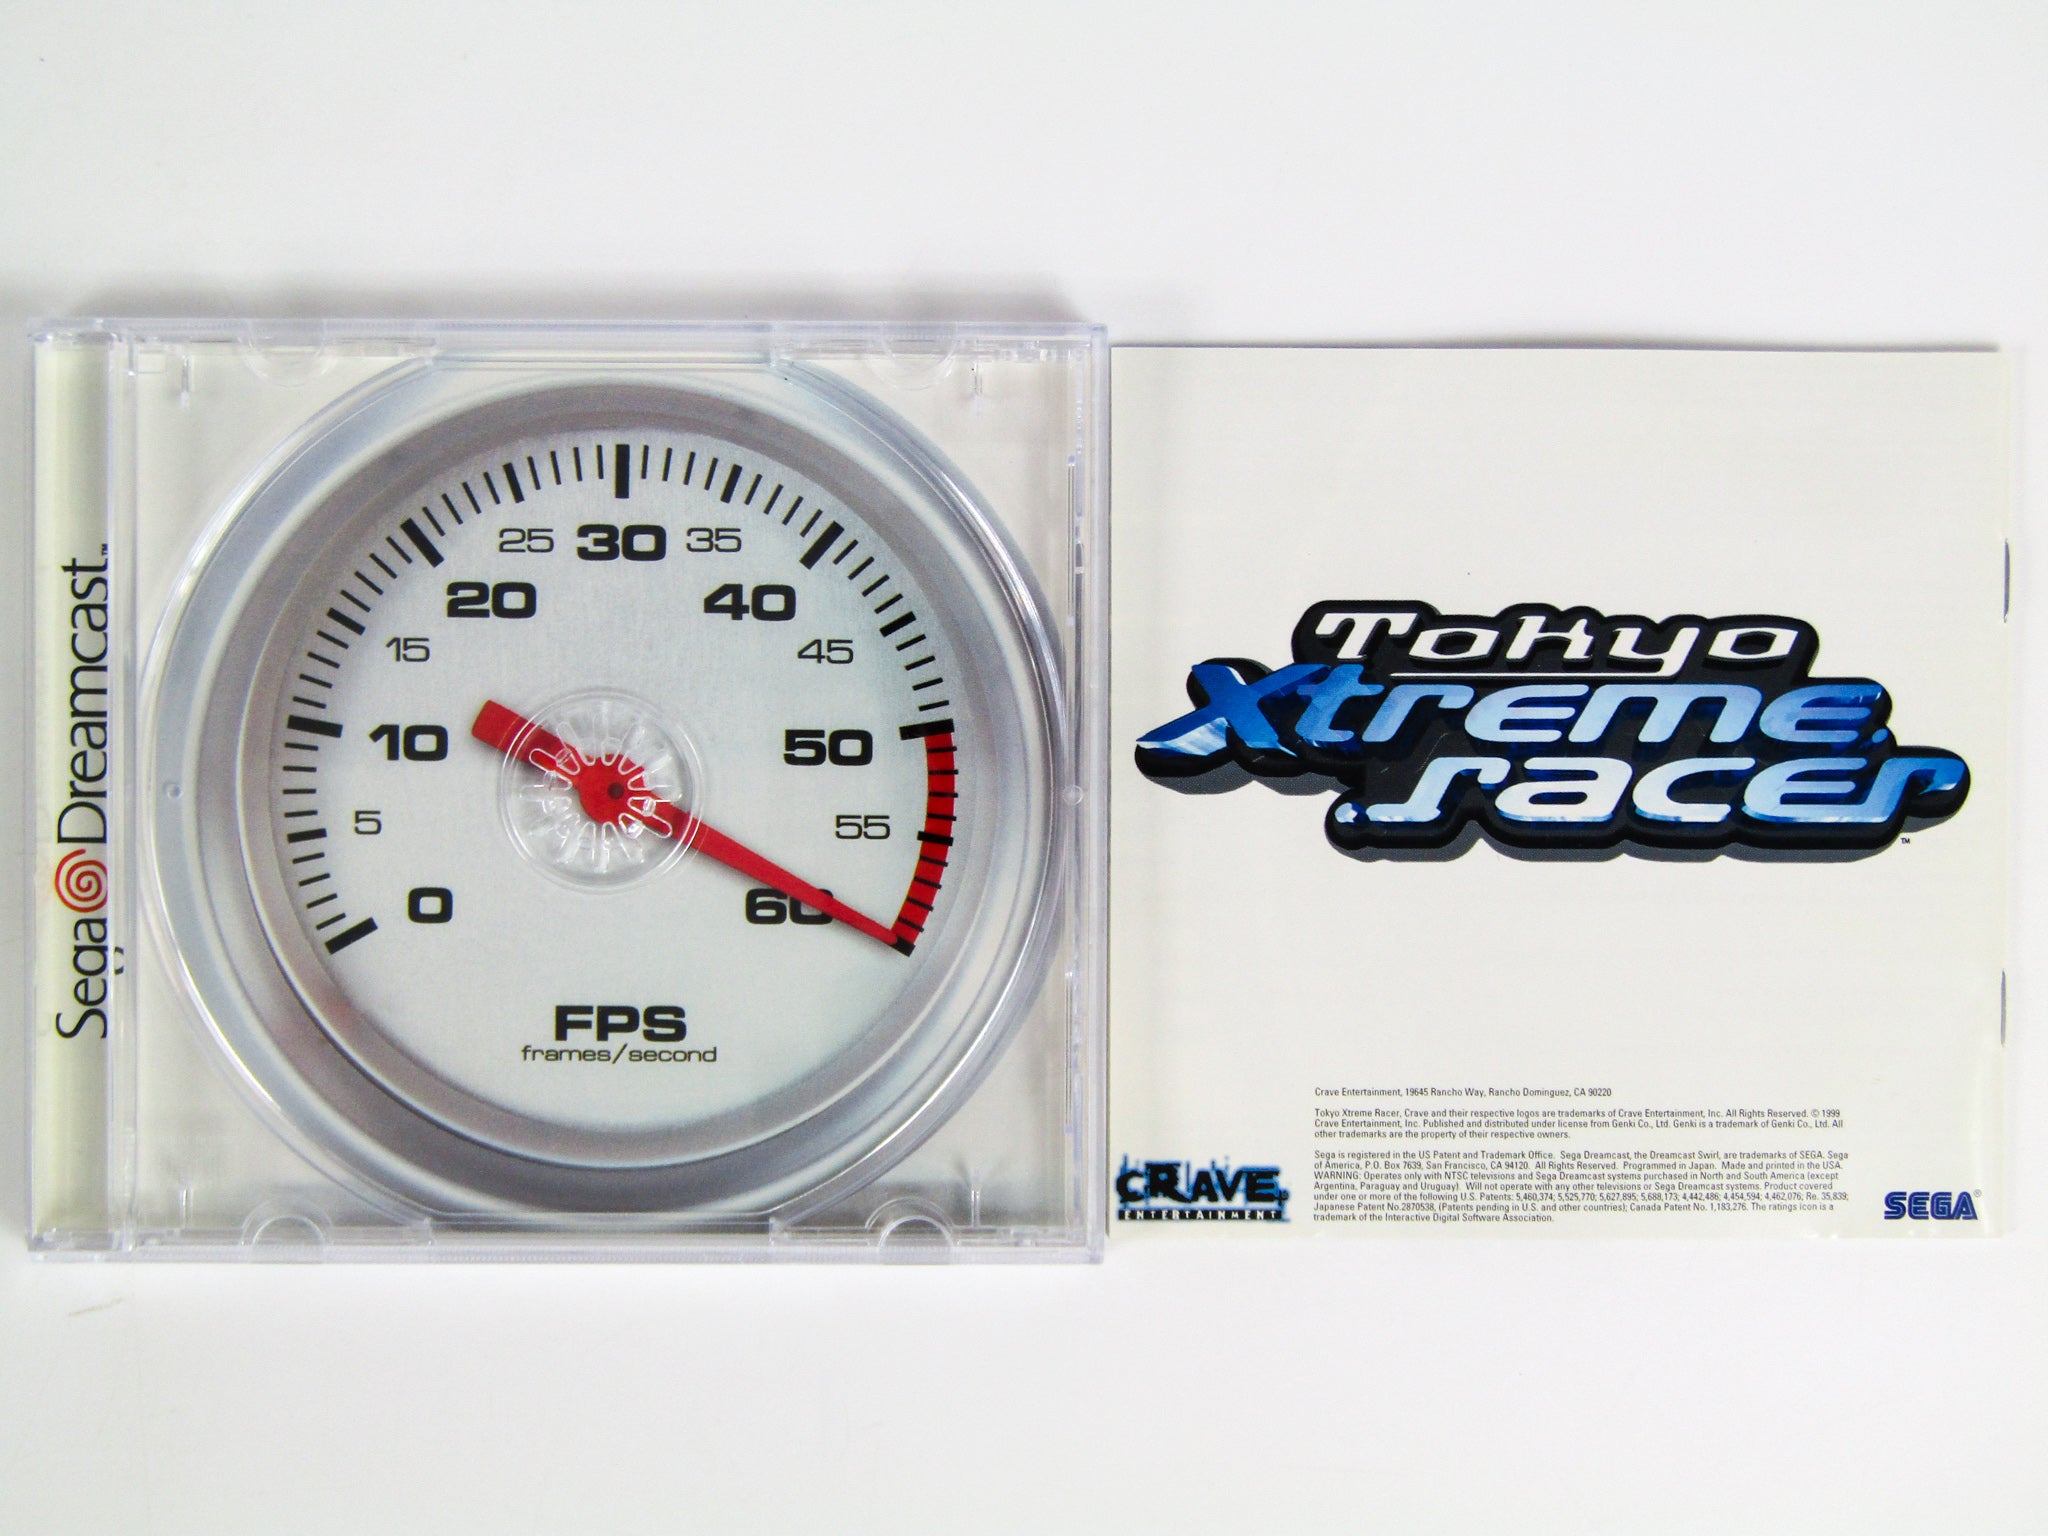 Sega Dreamcast™
25 30 35
20 40
15 45
10 50
5 55
0 60
FPS
frames/second
Tokyo
Xtreme.
.racer
™
Crave Entertainment, 19645 Rancho Way, Rancho Dominguez, CA 90220
Tokyo Xtreme Racer, Crave and their respective logos are trademarks of Crave Entertainment, Inc. All Rights Reserved. © 1999
Crave Entertainment, Inc. Published and distributed under license from Genki Co., Ltd. Genki is a trademark of Genki Co., Ltd. All
other trademarks are the property of their respective owners.
Sega is registered in the US Patent and Trademark Office. Sega Dreamcast, the Dreamcast Swirl, are trademarks of SEGA. Sega
of America, P.O. Box 7639, San Francisco, CA 94120. All Rights Reserved. Programmed in Japan. Made and printed in the USA.
WARNING: Operates only with NTSC televisions and Sega Dreamcast systems purchased in North and South America (except
Argentina, Paraguay and Uruguay). Will not operate with any other televisions or Sega Dreamcast systems. Product covered
under one or more of the following U.S. Patents: 5,460,374; 5,525,770; 5,627,895; 5,688,173; 4,442,486; 4,454,594; 4,462,076; Re. 35,839;
Japanese Patent No.2870538, (Patents pending in U.S. and other countries); Canada Patent No. 1,183,276. The ratings icon is a
trademark of the Interactive Digital Software Association.
CRAVE
ENTERTAINMENT
SEGA®